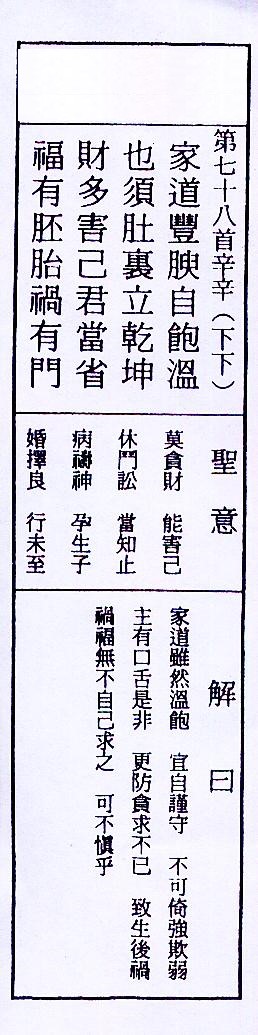 第七十八首辛辛（下下）
家道豐腴自飽溫
也須肚裏立乾坤
財多害己君當省
福有胚胎禍有門
聖意
莫貪財　能害己
休鬥訟　當知止
病禱神　孕生子
婚擇良　行未至
解曰
家道雖然溫飽　宜自謹守　不可倚強欺弱
主有口舌是非　更防貪求不已　致生後禍
禍福無不自己求之　可不慎乎